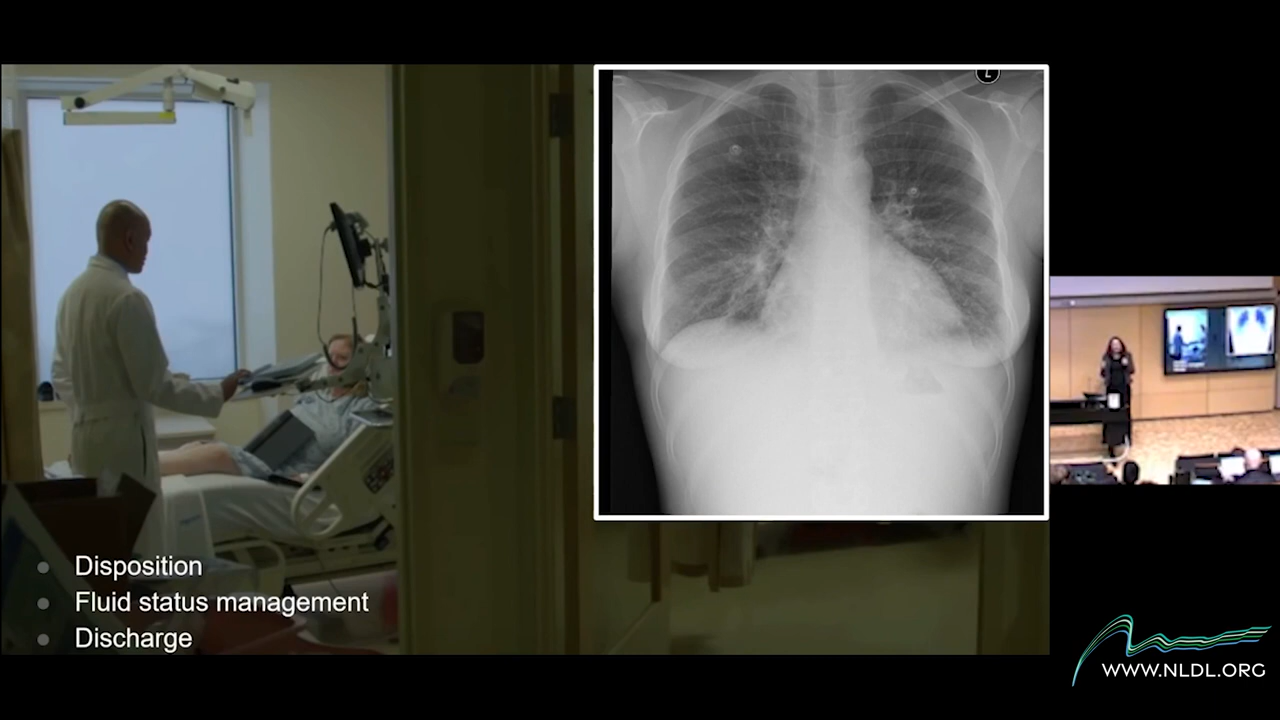 L
Disposition
Fluid status management
Discharge
WWW.NLDL.ORG